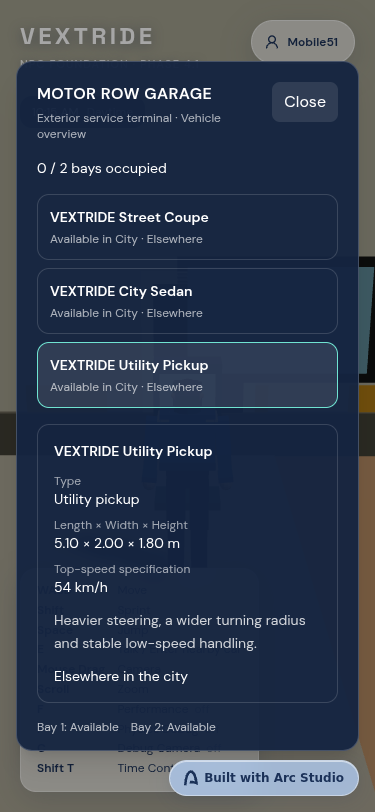 VEXTRIDE
Mobile51
MOTOR ROW GARAGE
Close
Exterior service terminal · Vehicle
overview
0 / 2 bays occupied
VEXTRIDE Street Coupe
Available in City · Elsewhere
VEXTRIDE City Sedan
Available in City · Elsewhere
VEXTRIDE Utility Pickup
Available in City · Elsewhere
VEXTRIDE Utility Pickup
Type
Utility pickup
Length × Width × Height
5.10 × 2.00 × 1.80 m
Top-speed specification
54 km/h
Heavier steering, a wider turning radius
and stable low-speed handling.
Elsewhere in the city
Bay 1: Available Bay 2: Available
Shift T Time Con
Built with Arc Studio